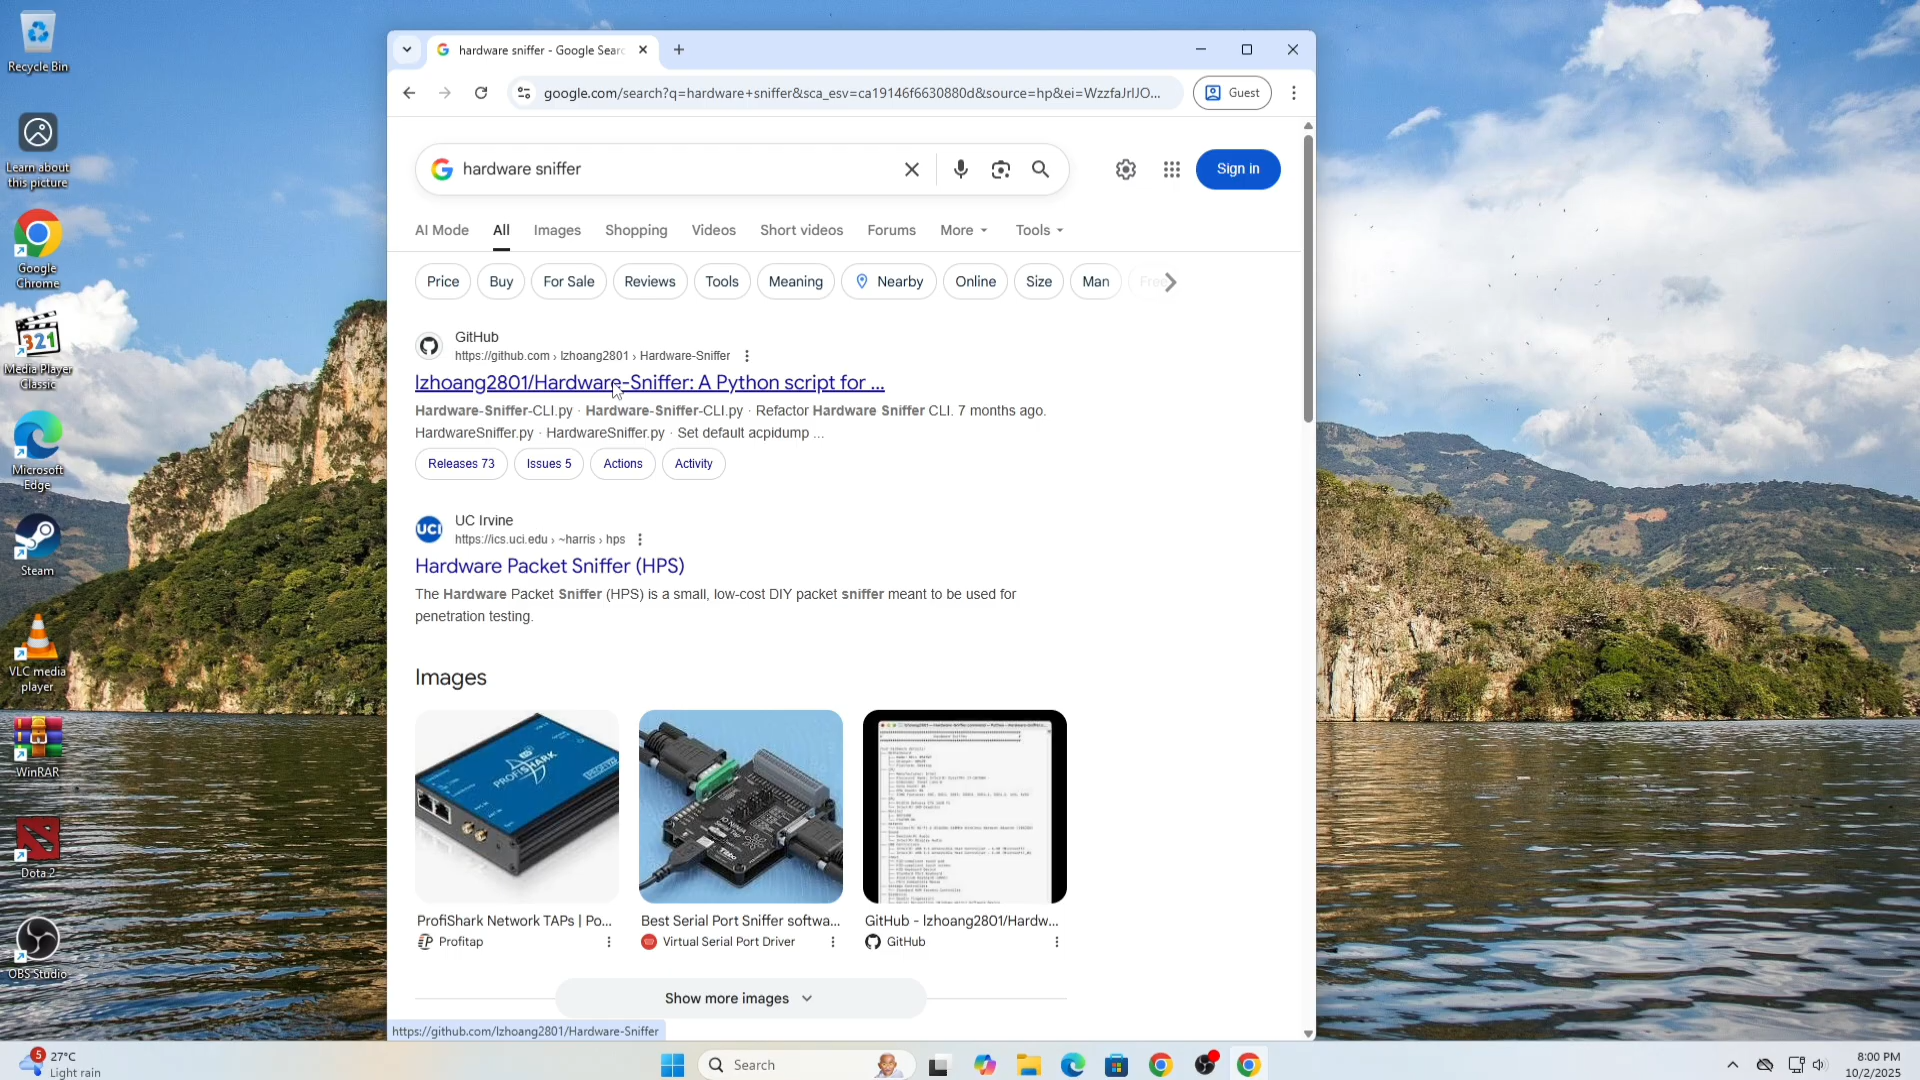 Recycle Bin
Learn about
this picture
Google
Chrome
Media Player
Classic
Microsoft
Edge
Steam
VLC media
player
WinRAR
Dota 2
OBS Studio
hardware sniffer - Google Searc
google.com/search?q=hardware+sniffer&sca_esv=ca19146f6630880d&source=hp&ei=WzzfaJrIJO...
Guest
hardware sniffer
Sign in
AI Mode All Images Shopping Videos Short videos Forums More Tools
Price Buy For Sale Reviews Tools Meaning Nearby Online Size Man Free
GitHub
https://github.com › lzhoang2801 › Hardware-Sniffer
lzhoang2801/Hardware-Sniffer: A Python script for ...
Hardware-Sniffer-CLI.py · Hardware-Sniffer-CLI.py · Refactor Hardware Sniffer CLI. 7 months ago.
HardwareSniffer.py · HardwareSniffer.py · Set default acpidump ...
Releases 73 Issues 5 Actions Activity
UCI
UC Irvine
https://ics.uci.edu › ~harris › hps
Hardware Packet Sniffer (HPS)
The Hardware Packet Sniffer (HPS) is a small, low-cost DIY packet sniffer meant to be used for
penetration testing.
Images
PROFISHARK
ProfiShark Network TAPs | Po...
Profitap
Best Serial Port Sniffer softwa...
Virtual Serial Port Driver
GitHub - lzhoang2801/Hardw...
GitHub
Show more images
https://github.com/lzhoang2801/Hardware-Sniffer
5
27°C
Light rain
Search
8:00 PM
10/2/2025